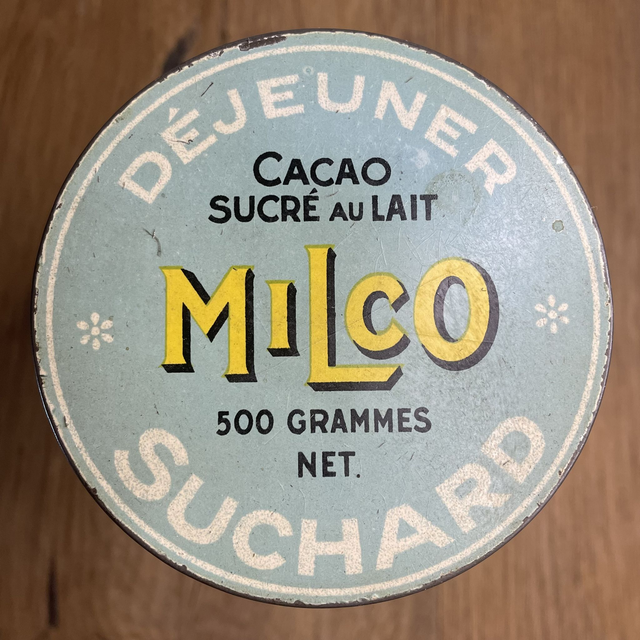 DÉJEUNER
CACAO
SUCRÉ AU LAIT
MILCO
500 GRAMMES
NET.
SUCHARD